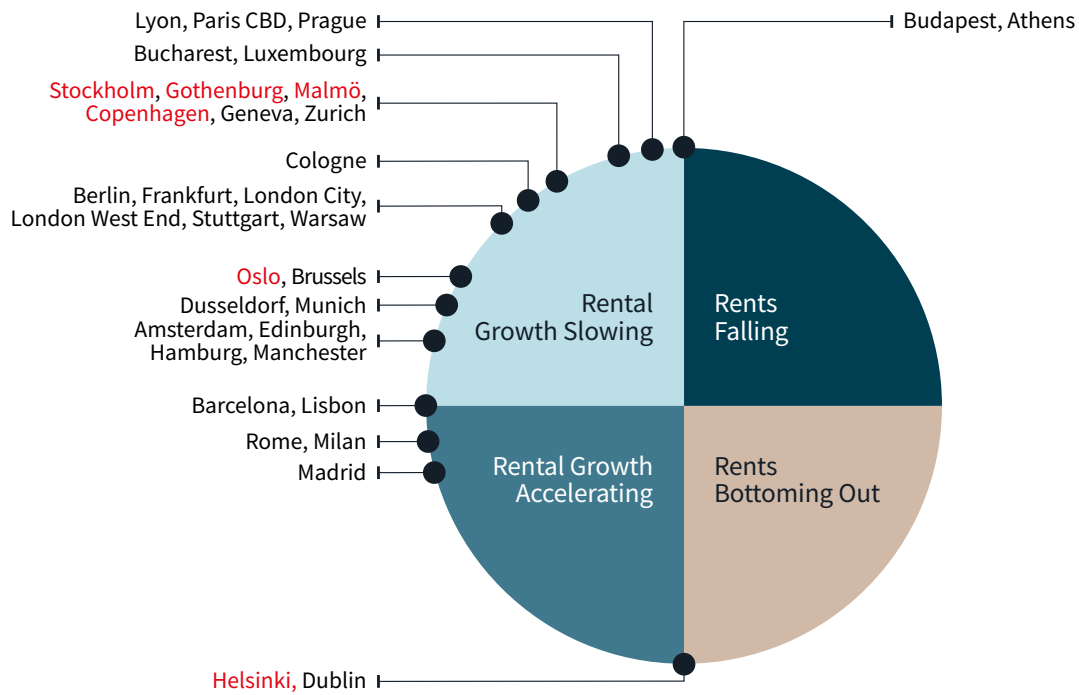 Lyon, Paris CBD, Prague
Budapest, Athens
Bucharest, Luxembourg
Stockholm, Gothenburg, Malmö,
Copenhagen, Geneva, Zurich
Cologne
Berlin, Frankfurt, London City,
London West End, Stuttgart, Warsaw
Oslo, Brussels
Dusseldorf, Munich
Amsterdam, Edinburgh,
Hamburg, Manchester
Rental
Growth Slowing
Rents
Falling
Barcelona, Lisbon
Rome, Milan
Madrid
Rental Growth
Accelerating
Rents
Bottoming Out
Helsinki, Dublin